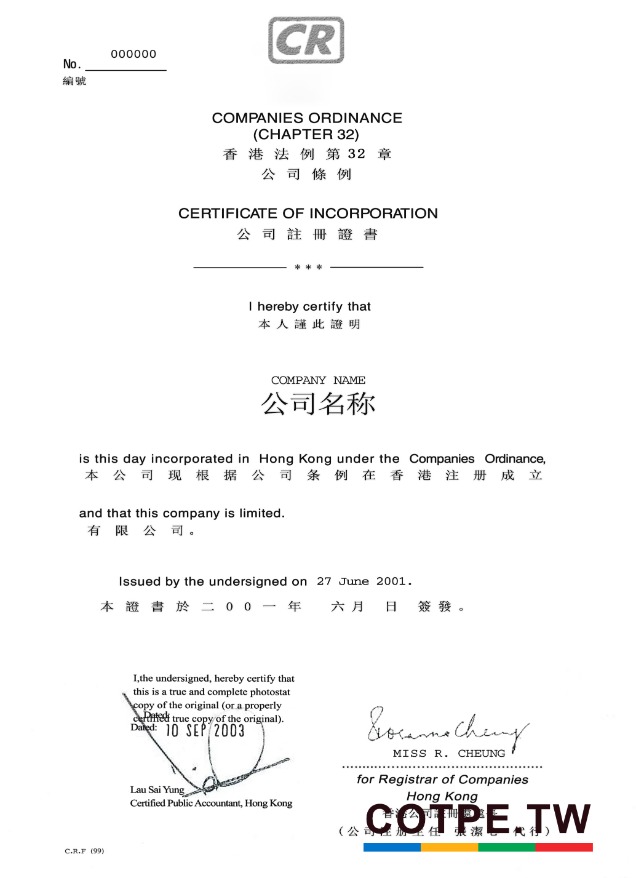 CR
000000
No.
編號
COMPANIES ORDINANCE
(CHAPTER 32)
香港法例第32章
公司條例
CERTIFICATE OF INCORPORATION
公司註冊證書
***
I hereby certify that
本人謹此證明
COMPANY NAME
公司名称
is this day incorporated in Hong Kong under the Companies Ordinance,
本公司现根据公司条例在香港注册成立
and that this company is limited.
有限公司。
Issued by the undersigned on 27 June 2001.
本證書於二00一年 六月 日 簽發。
I,the undersigned, hereby certify that
this is a true and complete photostat
copy of the original (or a properly
certified true copy of the original).
Dated:
Dated: 10 SEP 2003
Lau Sai Yung
Certified Public Accountant, Hong Kong
Rosanna Cheung
MISS R. CHEUNG
for Registrar of Companies
Hong Kong
香港公司註冊
(公司注册主任 張潔心 代行)
COTPE.TW
C.R.F (99)